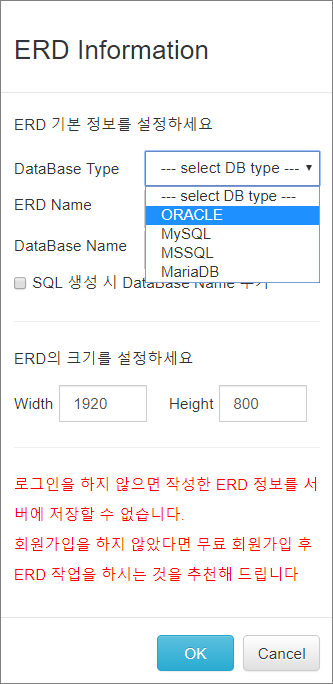 ERD Information
ERD 기본 정보를 설정하세요
DataBase Type --- select DB type ---
--- select DB type ---
ERD Name ORACLE
MySQL
DataBase Name MSSQL
MariaDB
SQL 생성 시 DataBase Name
ERD의 크기를 설정하세요
Width 1920 Height 800
로그인을 하지 않으면 작성한 ERD 정보를 서
버에 저장할 수 없습니다.
회원가입을 하지 않았다면 무료 회원가입 후
ERD 작업을 하시는 것을 추천해 드립니다
OK Cancel